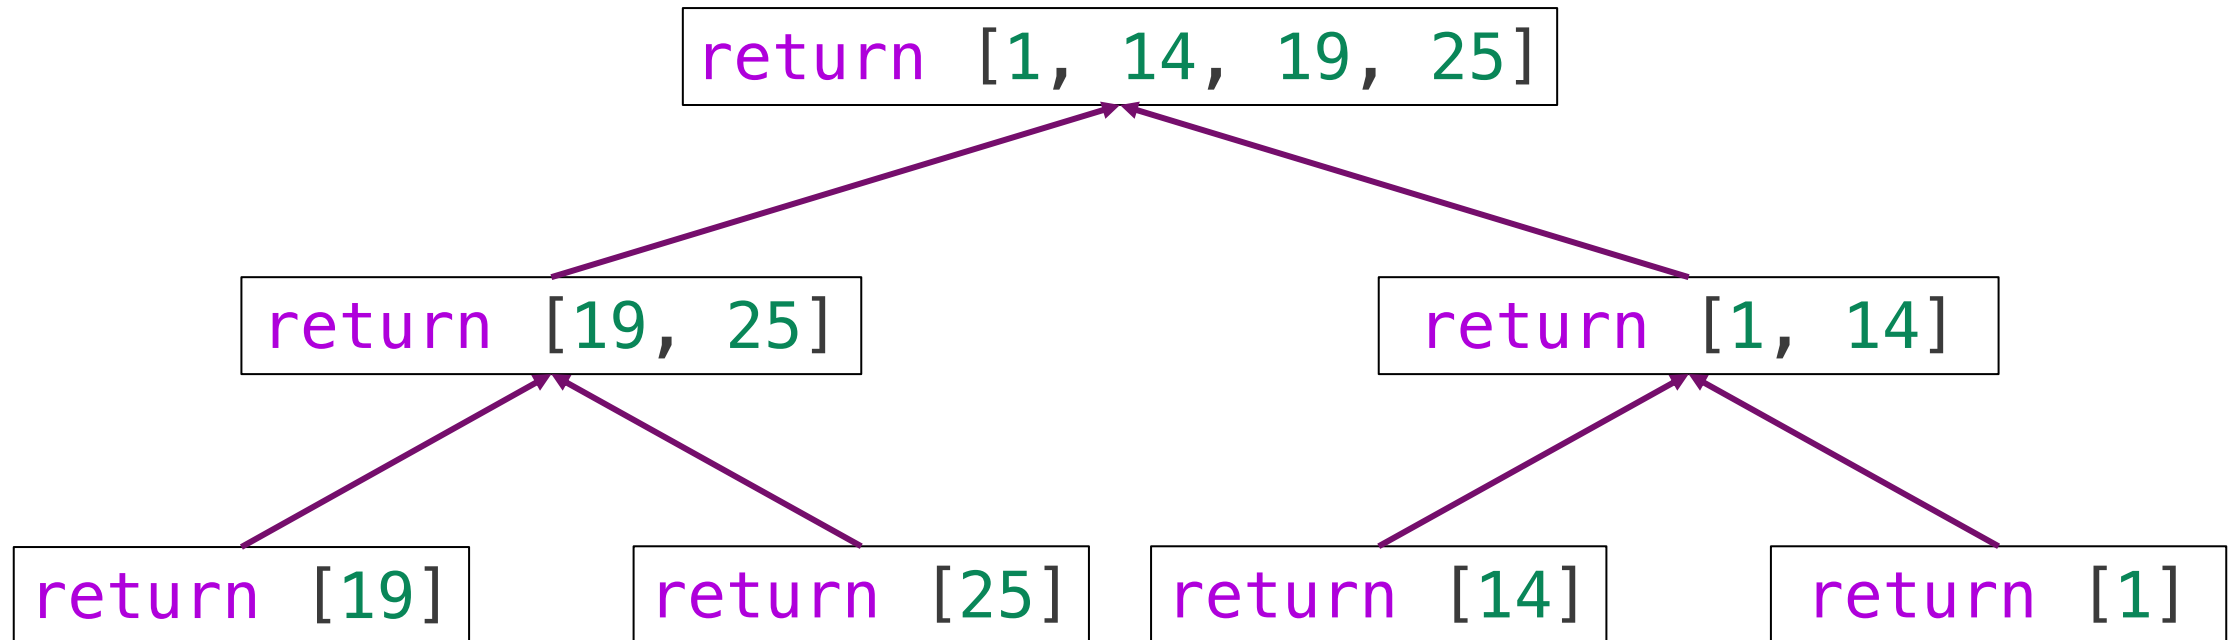 return [1, 14, 19, 25]
return [19, 25]
return [1, 14]
return [19]
return [25]
return [14]
return [1]